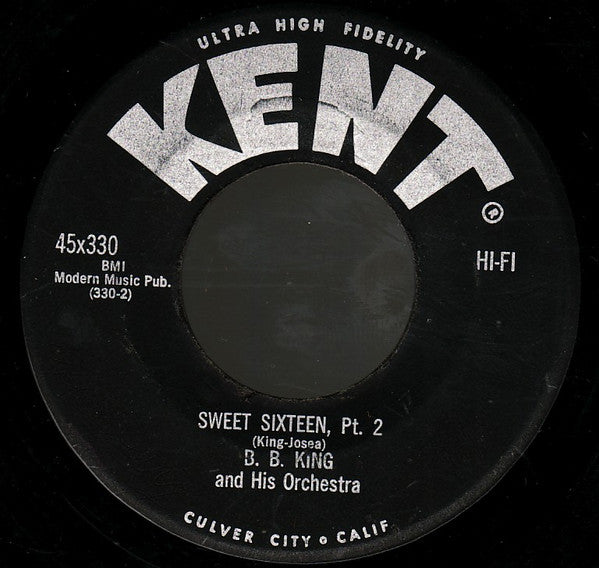 ULTRA HIGH FIDELITY
KENT
®
45x330
BMI
Modern Music Pub.
(330-2)
HI-FI
SWEET SIXTEEN, Pt. 2
(King-Josea)
B. B. KING
and His Orchestra
CULVER CITY • CALIF